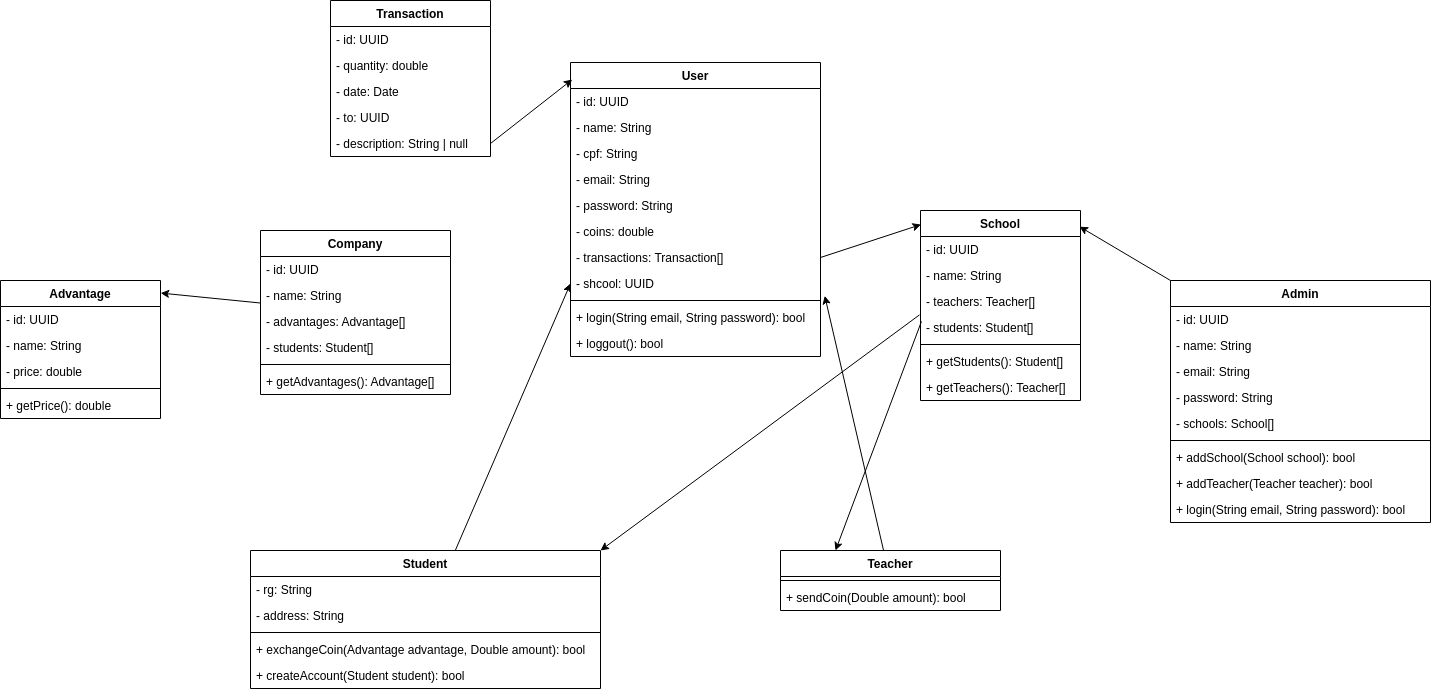 Transaction
- id: UUID
- quantity: double
- date: Date
- to: UUID
- description: String | null
User
- id: UUID
- name: String
- cpf: String
- email: String
- password: String
- coins: double
- transactions: Transaction[]
- shcool: UUID
+ login(String email, String password): bool
+ loggout(): bool
School
- id: UUID
- name: String
- teachers: Teacher[]
- students: Student[]
+ getStudents(): Student[]
+ getTeachers(): Teacher[]
Company
- id: UUID
- name: String
- advantages: Advantage[]
- students: Student[]
+ getAdvantages(): Advantage[]
Advantage
- id: UUID
- name: String
- price: double
+ getPrice(): double
Admin
- id: UUID
- name: String
- email: String
- password: String
- schools: School[]
+ addSchool(School school): bool
+ addTeacher(Teacher teacher): bool
+ login(String email, String password): bool
Student
- rg: String
- address: String
+ exchangeCoin(Advantage advantage, Double amount): bool
+ createAccount(Student student): bool
Teacher
+ sendCoin(Double amount): bool